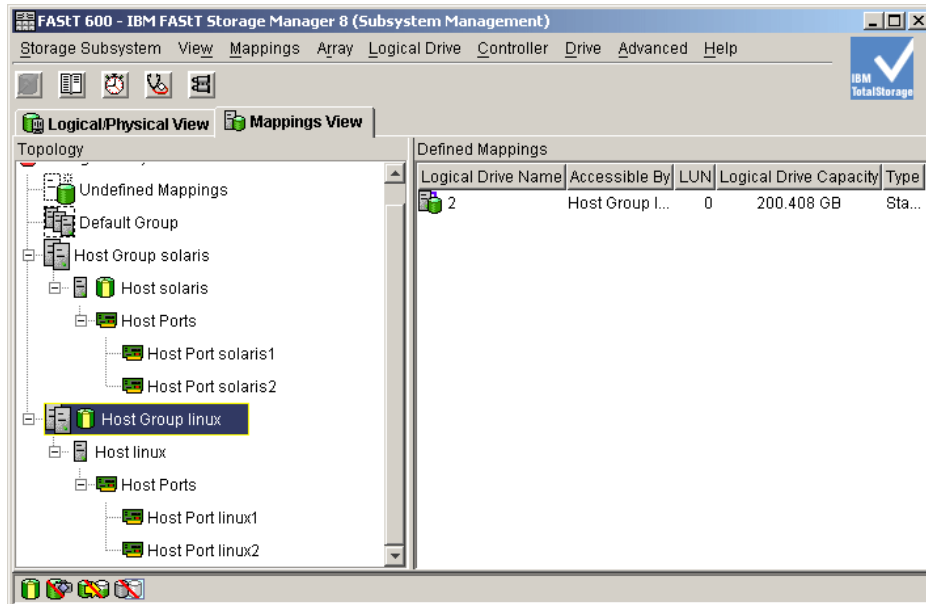 FAStT 600 - IBM FAStT Storage Manager 8 (Subsystem Management)
Storage Subsystem View Mappings Array Logical Drive Controller Drive Advanced Help
IBM
TotalStorage
Logical/Physical View Mappings View
Topology
Undefined Mappings
Default Group
Host Group solaris
Host solaris
Host Ports
Host Port solaris1
Host Port solaris2
Host Group linux
Host linux
Host Ports
Host Port linux1
Host Port linux2
Defined Mappings
Logical Drive Name Accessible By LUN Logical Drive Capacity Type
2 Host Group l... 0 200.408 GB Sta...